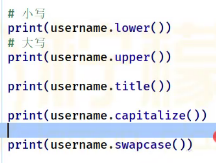 # 小写
print(username.lower())
# 大写
print(username.upper())
print(username.title())
print(username.capitalize())
print(username.swapcase())